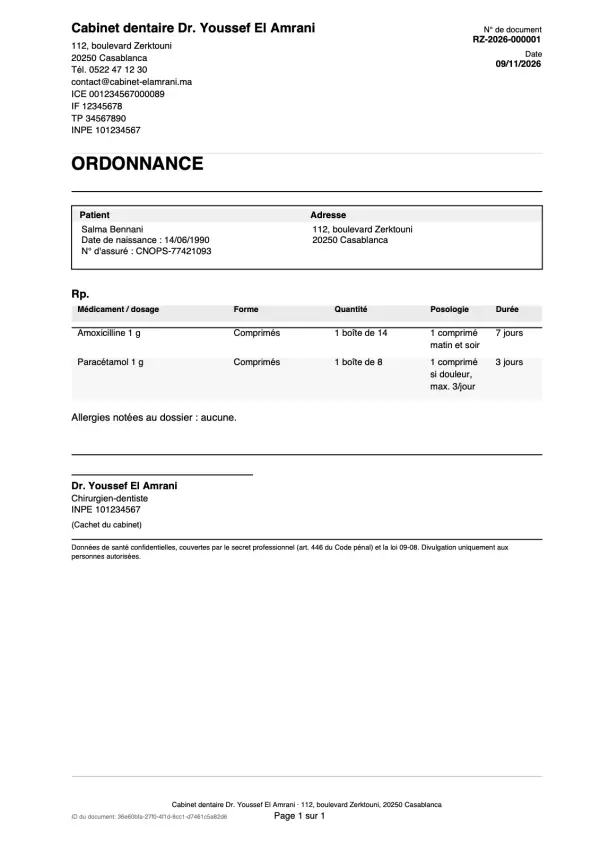 Cabinet dentaire Dr. Youssef El Amrani
112, boulevard Zerktouni
20250 Casablanca
Tél. 0522 47 12 30
contact@cabinet-elamrani.ma
ICE 001234567000089
IF 12345678
TP 34567890
INPE 101234567
N° de document
RZ-2026-000001
Date
09/11/2026
ORDONNANCE
Patient Adresse
Salma Bennani 112, boulevard Zerktouni
Date de naissance : 14/06/1990 20250 Casablanca
N° d'assuré : CNOPS-77421093
Rp.
Médicament / dosage Forme Quantité Posologie Durée
Amoxicilline 1 g Comprimés 1 boîte de 14 1 comprimé 7 jours
matin et soir
Paracétamol 1 g Comprimés 1 boîte de 8 1 comprimé 3 jours
si douleur,
max. 3/jour
Allergies notées au dossier : aucune.
Dr. Youssef El Amrani
Chirurgien-dentiste
INPE 101234567
(Cachet du cabinet)
Données de santé confidentielles, couvertes par le secret professionnel (art. 446 du Code pénal) et la loi 09-08. Divulgation uniquement aux
personnes autorisées.
Cabinet dentaire Dr. Youssef El Amrani · 112, boulevard Zerktouni, 20250 Casablanca
ID du document: Page 1 sur 1